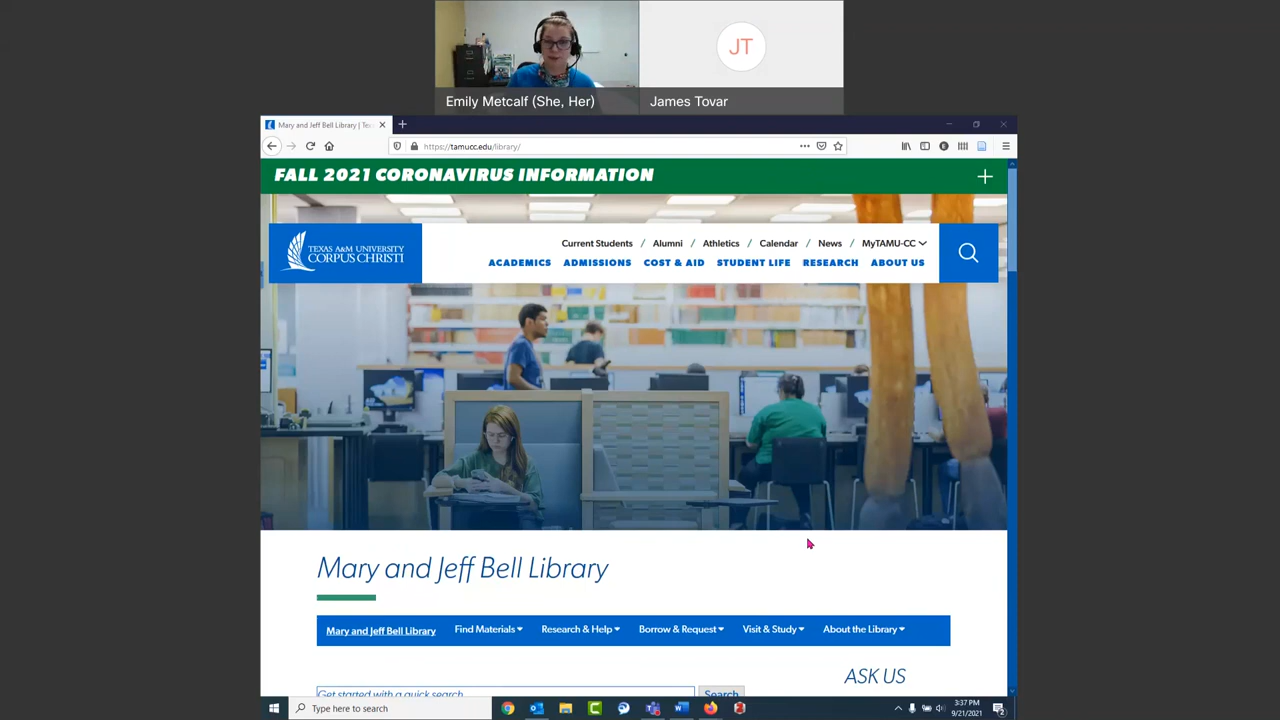 JT
Emily Metcalf (She, Her)
James Tovar
Mary and Jeff Bell Library | Te
https://tamucc.edu/library/
FALL 2021 CORONAVIRUS INFORMATION
TEXAS A&M UNIVERSITY
CORPUS CHRISTI
Current Students / Alumni / Athletics / Calendar / News / MyTAMU-CC
ACADEMICS ADMISSIONS COST & AID STUDENT LIFE RESEARCH ABOUT US
Mary and Jeff Bell Library
Mary and Jeff Bell Library Find Materials Research & Help Borrow & Request Visit & Study About the Library
ASK US
Get started with a quick search
Search
Type here to search
3:37 PM
9/21/2021